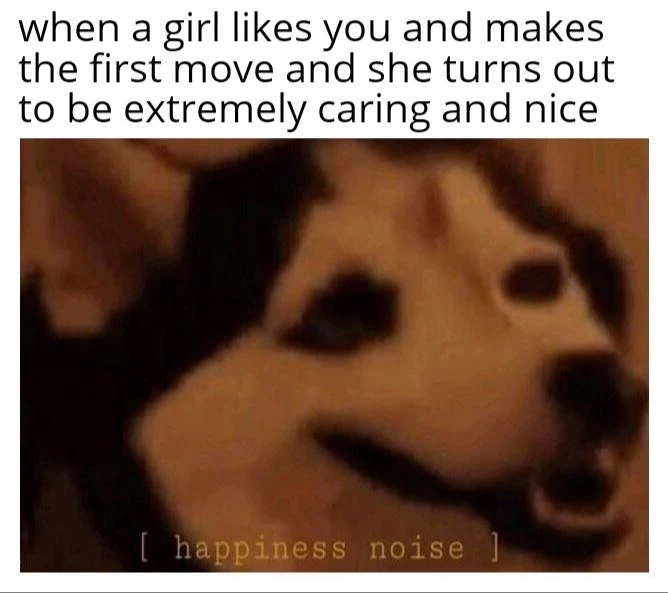 when a girl likes you and makes
the first move and she turns out
to be extremely caring and nice
[ happiness noise ]